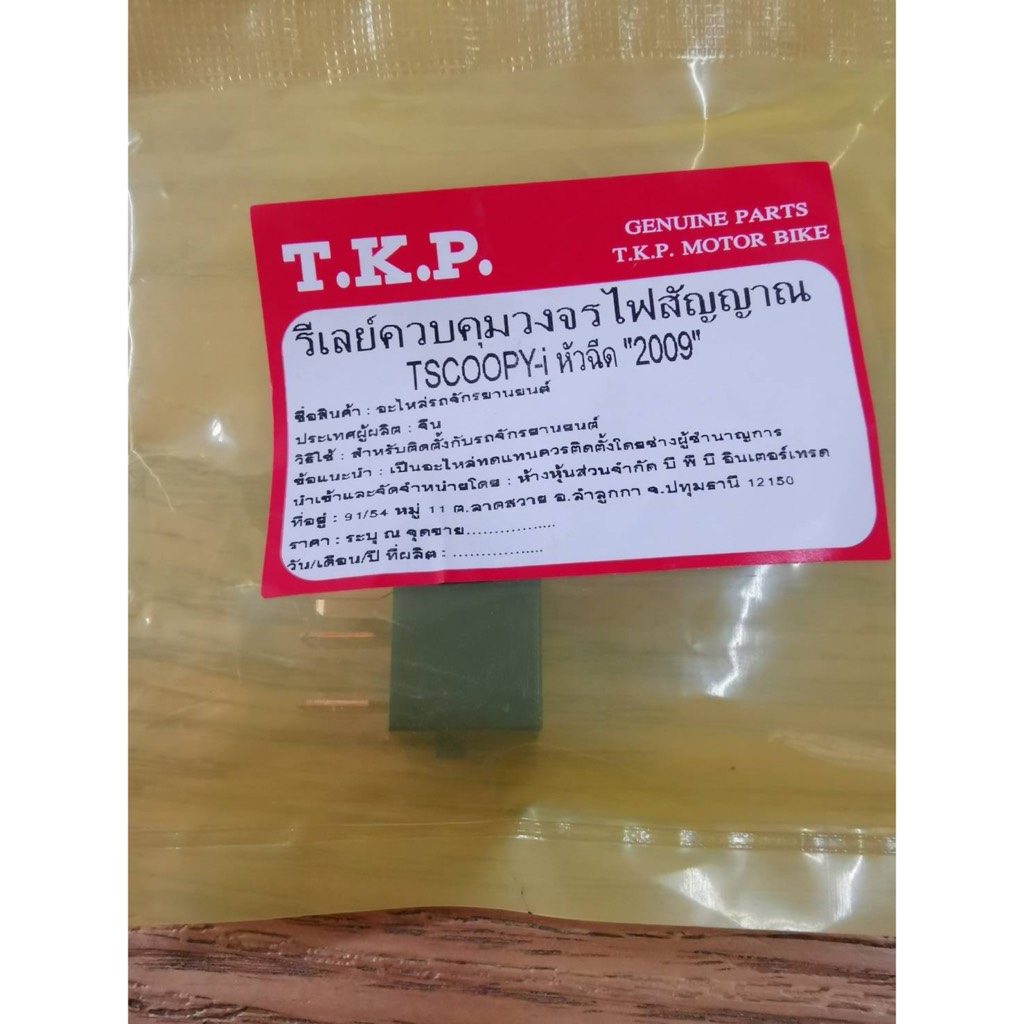 T.K.P.
GENUINE PARTS
T.K.P. MOTOR BIKE
รีเลย์ควบคุมวงจรไฟสัญญาณ
TSCOOPY-i หัวฉีด "2009"
ชื่อสินค้า : อะไหล่รถจักรยานยนต์
ประเทศผู้ผลิต : จีน
วิธีใช้ : สำหรับติดตั้งกับรถจักรยานยนต์
ข้อแนะนำ : เป็นอะไหล่ทดแทนควรติดตั้งโดยช่างผู้ชำนาญการ
นำเข้าและจัดจำหน่ายโดย : ห้างหุ้นส่วนจำกัด บี พี บี อินเตอร์เทรด
ที่อยู่ : 91/54 หมู่ 11 ต.ลาดสวาย อ.ลำลูกกา จ.ปทุมธานี 12150
ราคา : ระบุ ณ จุดขาย................
วัน/เดือน/ปี ที่ผลิต : ................